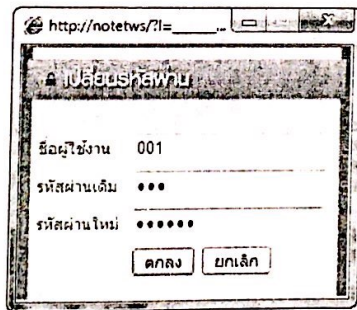 http://notetws/?l=_____...
เปลี่ยนรหัสผ่าน
ชื่อผู้ใช้งาน 001
รหัสผ่านเดิม •••
รหัสผ่านใหม่ ••••••
ตกลง ยกเลิก